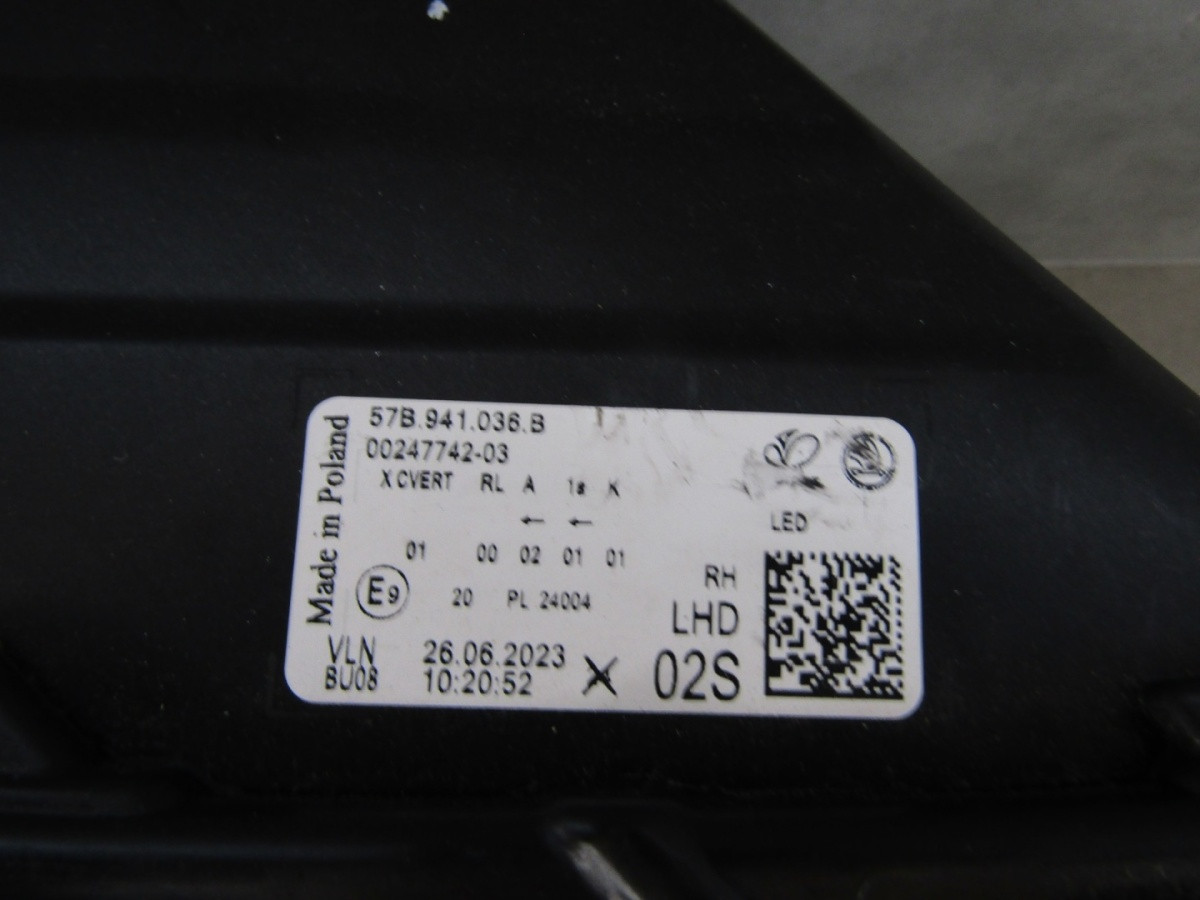 Made in Poland
57B.941.036.B
00247742-03
X CVERT RL A 1a K
← ←
01 00 02 01 01
LED
E9
20 PL 24004
RH
LHD
02S
VLN
BU08
26.06.2023
10:20:52
X